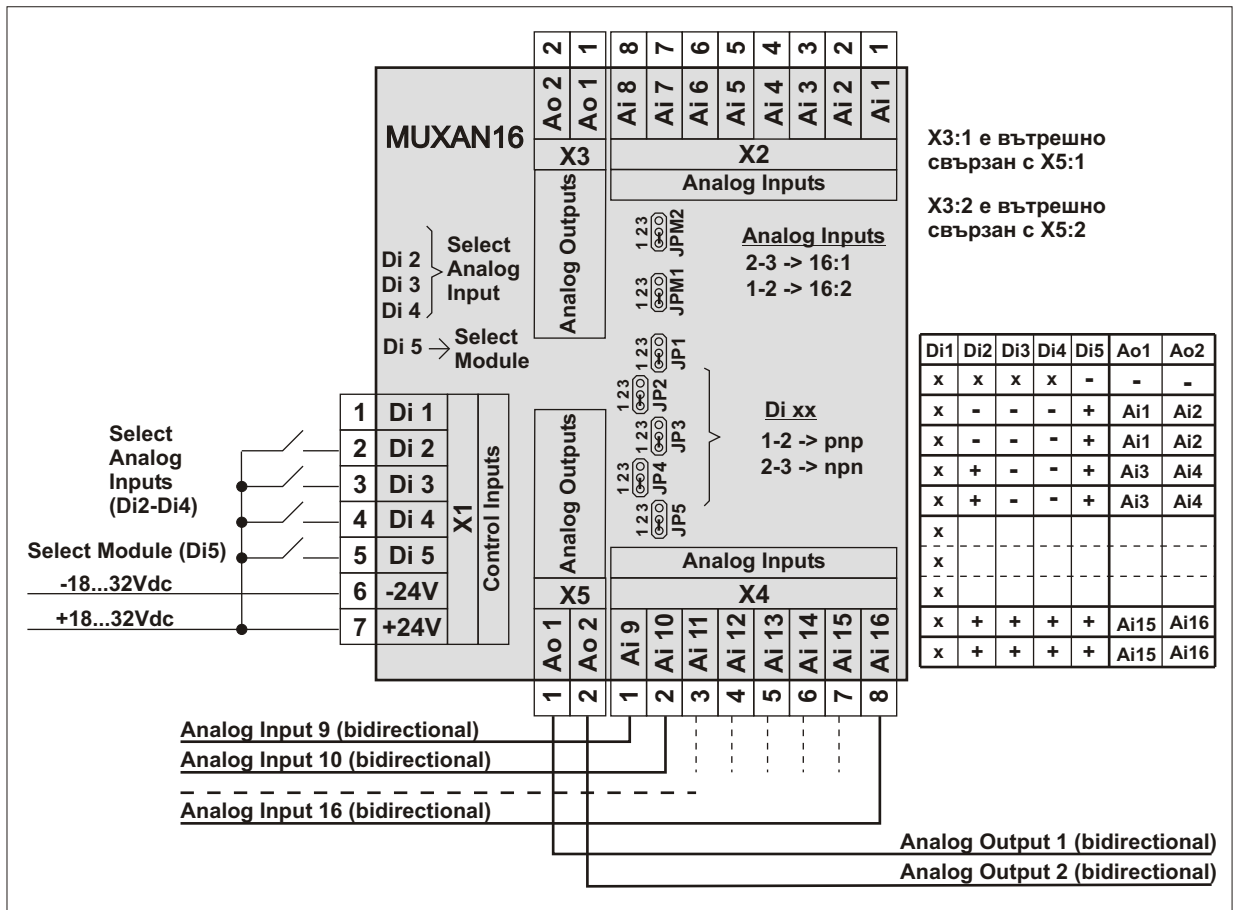 2 1 8 7 6 5 4 3 2 1
Ao 2 Ao 1 Ai 8 Ai 7 Ai 6 Ai 5 Ai 4 Ai 3 Ai 2 Ai 1
MUXAN16
X3 X2
Analog Inputs
Analog Outputs
X3:1 е вътрешно
свързан с X5:1
X3:2 е вътрешно
свързан с X5:2
Di 2
Di 3
Di 4
Select
Analog
Input
Di 5
Select
Module
1 2 3 JPM2
1 2 3 JPM1
Analog Inputs
2-3 -> 16:1
1-2 -> 16:2
1 2 3 JP1
1 2 3 JP2
1 2 3 JP3
1 2 3 JP4
1 2 3 JP5
Di xx
1-2 -> pnp
2-3 -> npn
Di1 Di2 Di3 Di4 Di5 Ao1 Ao2
x x x x - - -
x - - - + Ai1 Ai2
x - - - + Ai1 Ai2
x + - - + Ai3 Ai4
x + - - + Ai3 Ai4
x
x
x
x + + + + Ai15 Ai16
x + + + + Ai15 Ai16
Select
Analog
Inputs
(Di2-Di4)
Select Module (Di5)
-18...32Vdc
+18...32Vdc
1 Di 1
2 Di 2
3 Di 3
4 Di 4
5 Di 5
6 -24V
7 +24V
X1
Control Inputs
Analog Outputs
Analog Inputs
X5 X4
Ao 1 Ao 2 Ai 9 Ai 10 Ai 11 Ai 12 Ai 13 Ai 14 Ai 15 Ai 16
1 2 1 2 3 4 5 6 7 8
Analog Input 9 (bidirectional)
Analog Input 10 (bidirectional)
Analog Input 16 (bidirectional)
Analog Output 1 (bidirectional)
Analog Output 2 (bidirectional)